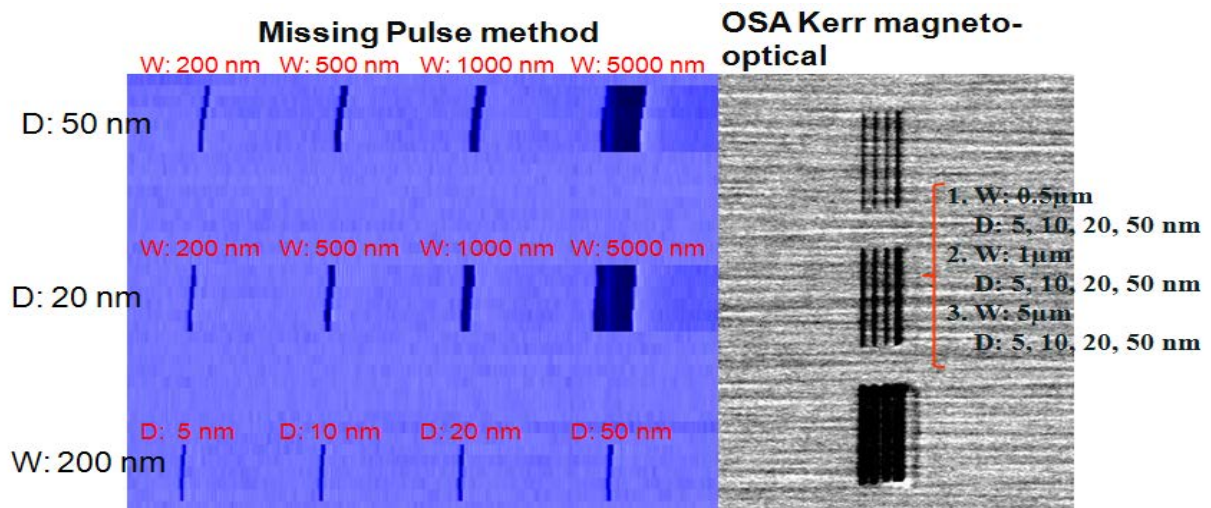 Missing Pulse method
OSA Kerr magneto-
optical
W: 200 nm W: 500 nm W: 1000 nm W: 5000 nm
D: 50 nm
W: 200 nm W: 500 nm W: 1000 nm W: 5000 nm
D: 20 nm
D: 5 nm D: 10 nm D: 20 nm D: 50 nm
W: 200 nm
1. W: 0.5μm
D: 5, 10, 20, 50 nm
2. W: 1μm
D: 5, 10, 20, 50 nm
3. W: 5μm
D: 5, 10, 20, 50 nm